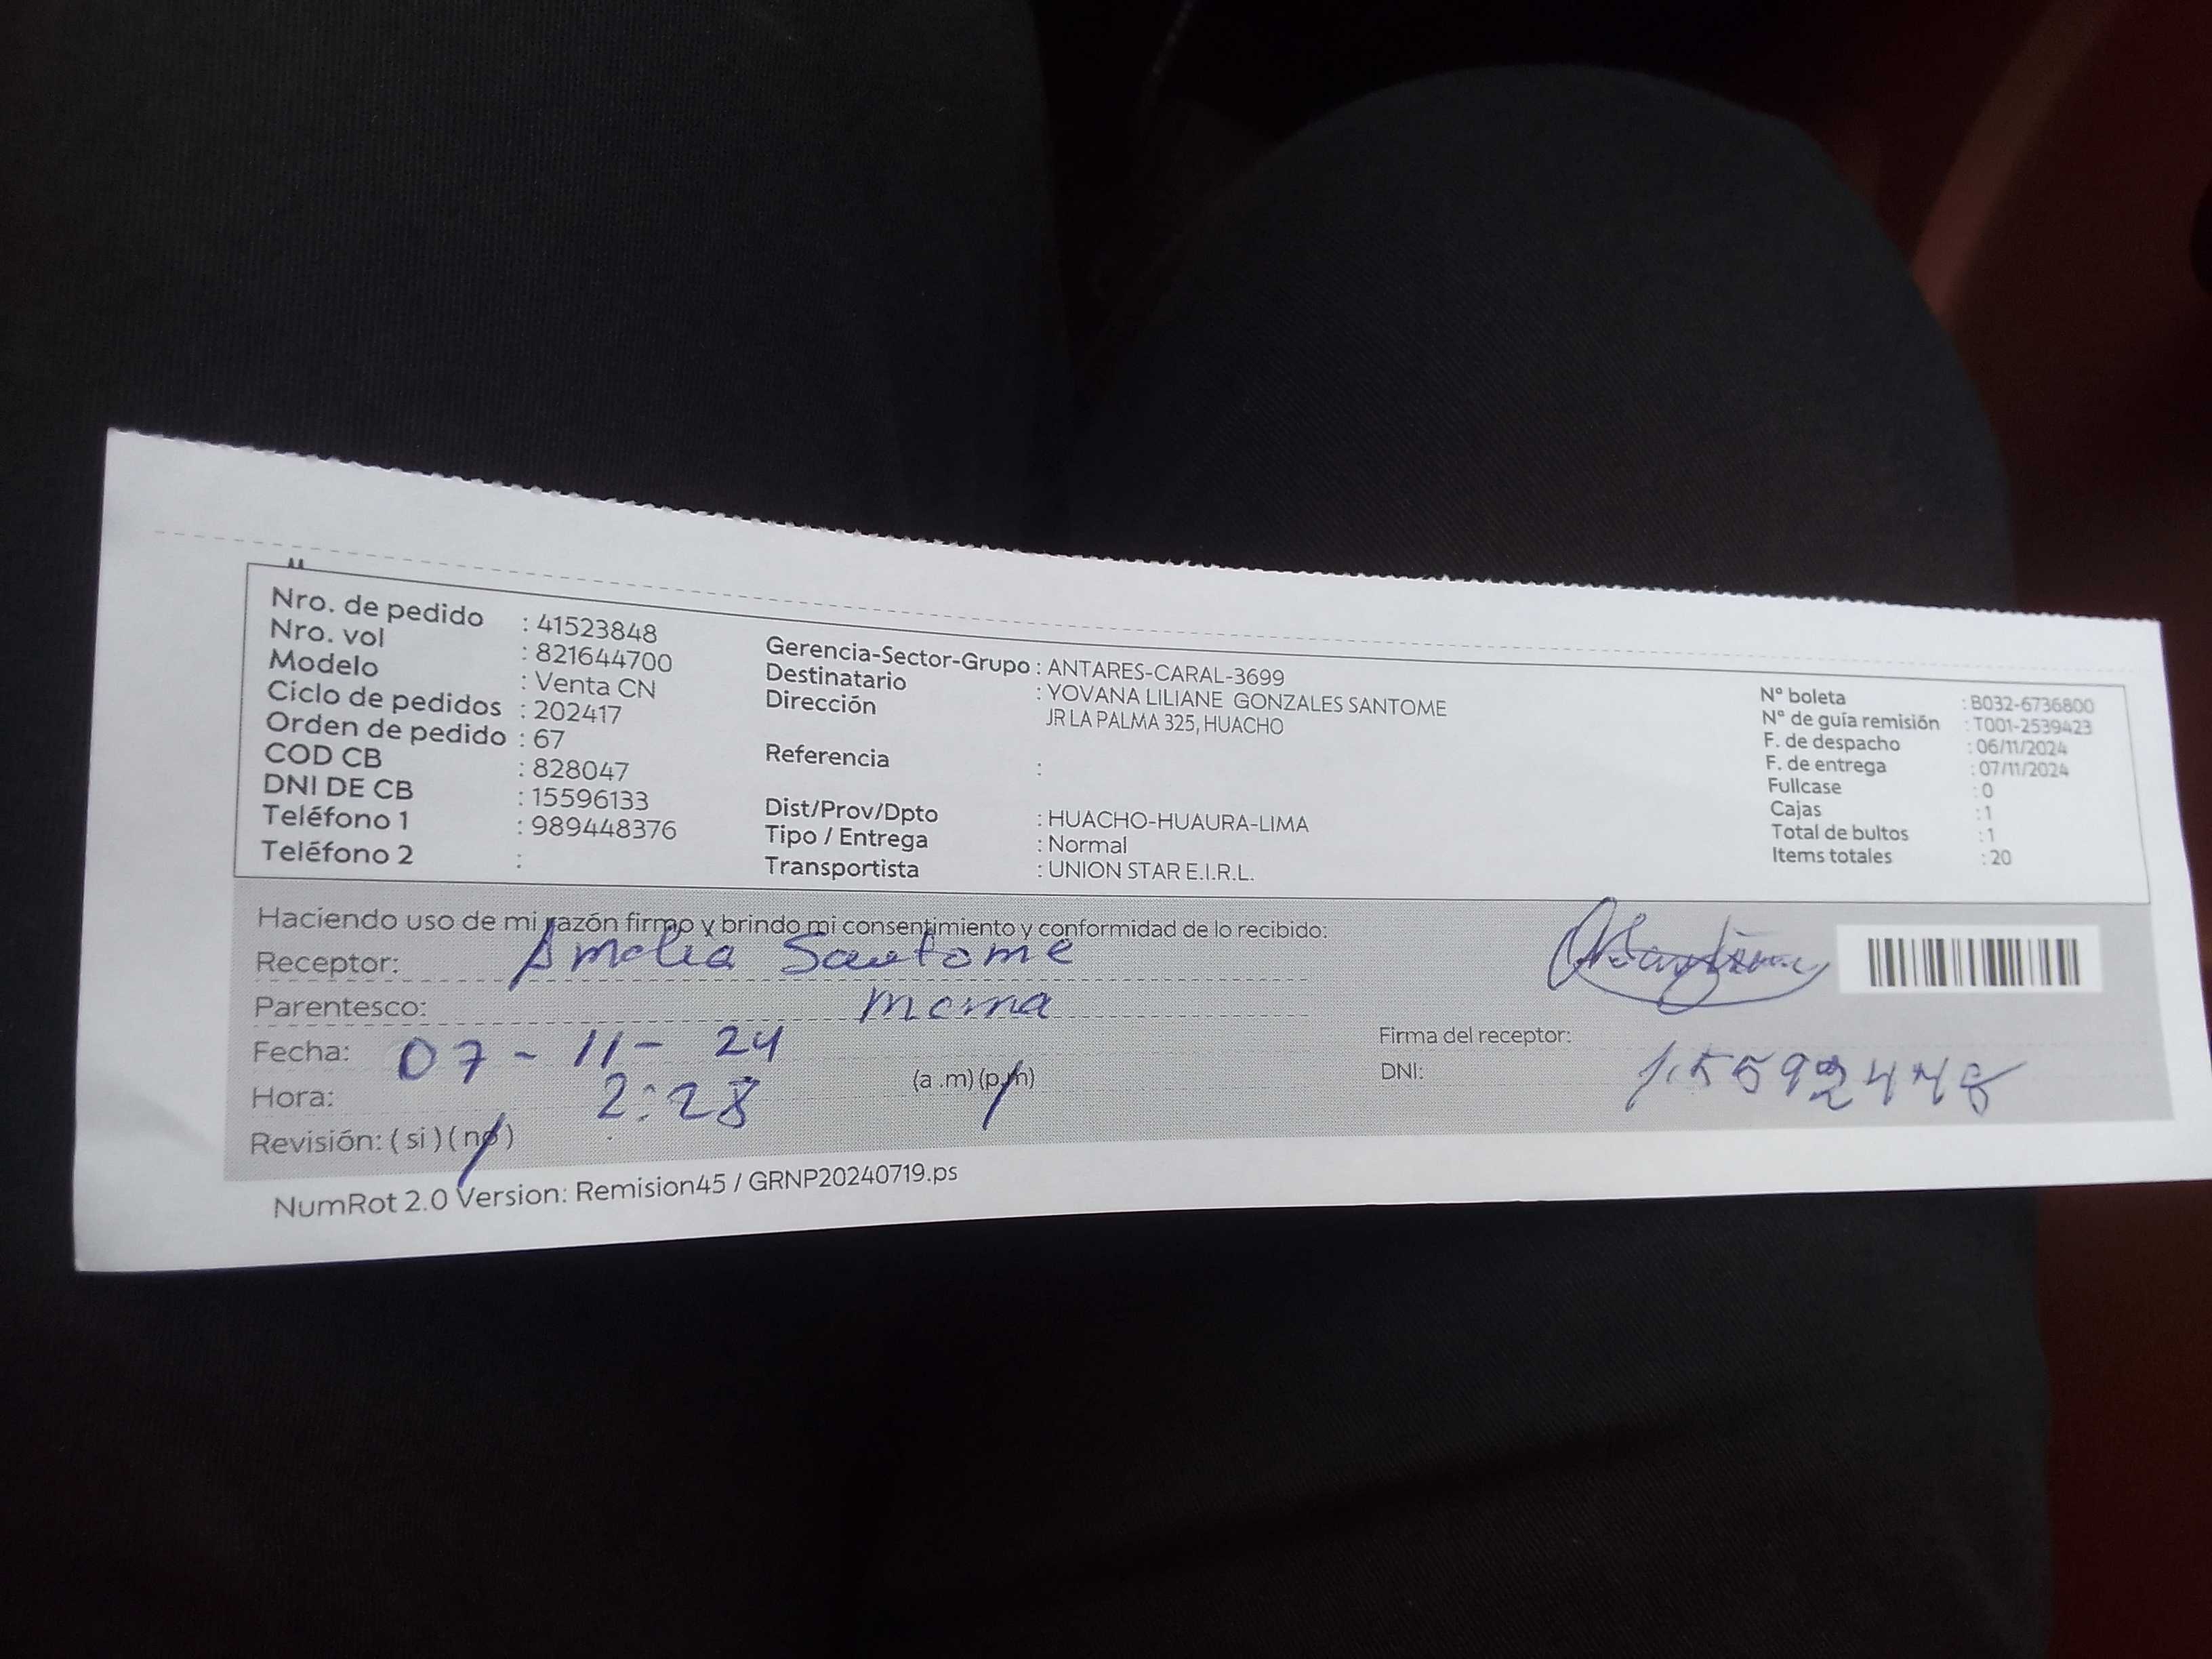 Nro. de pedido : 41523848
Nro. vol : 821644700
Modelo : Venta CN
Ciclo de pedidos : 202417
Orden de pedido : 67
COD CB : 828047
DNI DE CB : 15596133
Teléfono 1 : 989448376
Teléfono 2 :
Gerencia-Sector-Grupo : ANTARES-CARAL-3699
Destinatario : YOVANA LILIANE GONZALES SANTOME
Dirección JR LA PALMA 325, HUACHO
Referencia :
Dist/Prov/Dpto : HUACHO-HUAURA-LIMA
Tipo / Entrega : Normal
Transportista : UNION STAR E.I.R.L.
N° boleta : B032-6736800
N° de guía remisión : T001-2539423
F. de despacho : 06/11/2024
F. de entrega : 07/11/2024
Fullcase : 0
Cajas : 1
Total de bultos : 1
Items totales : 20
Haciendo uso de mi razón firmo y brindo mi consentimiento y conformidad de lo recibido:
Receptor: Amelia Santome
Parentesco: mama
Fecha: 07 - 11 - 24
Hora: 2:28 (a .m) (p.m)
Revisión: ( si ) ( no )
Firma del receptor:
DNI: 15592448
NumRot 2.0 Version: Remision45 / GRNP20240719.ps